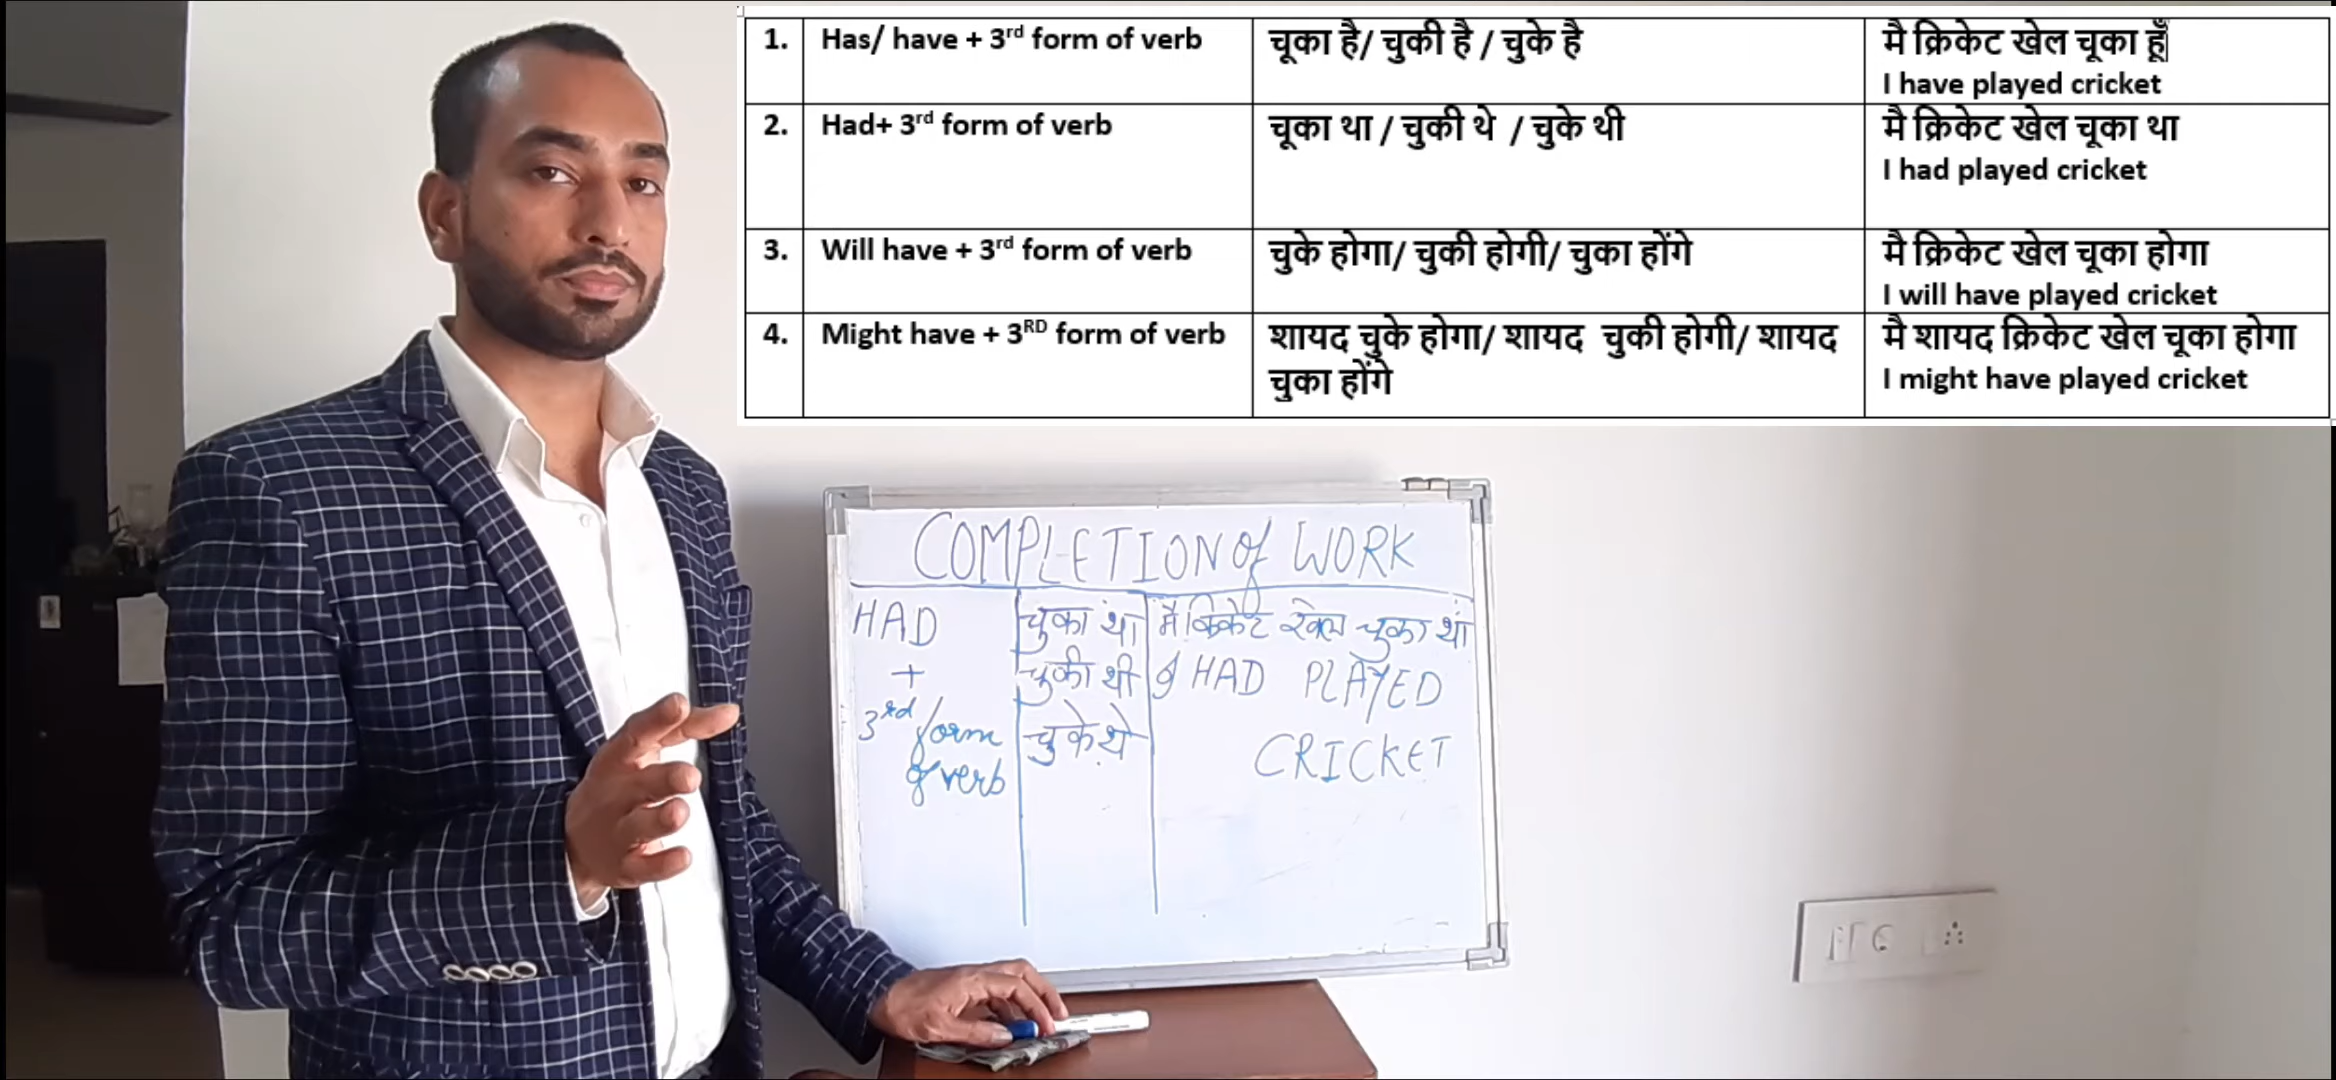 1. Has/ have + 3rd form of verb चूका है/ चुकी है / चुके है मै क्रिकेट खेल चूका हूँ
I have played cricket
2. Had+ 3rd form of verb चूका था / चुकी थे / चुके थी मै क्रिकेट खेल चूका था
I had played cricket
3. Will have + 3rd form of verb चुके होगा/ चुकी होगी/ चुका होंगे मै क्रिकेट खेल चूका होगा
I will have played cricket
4. Might have + 3RD form of verb शायद चुके होगा/ शायद चुकी होगी/ शायद मै शायद क्रिकेट खेल चूका होगा
चुका होंगे I might have played cricket
COMPLETION of WORK
HAD चुका था मै क्रिकेट खेल चुका था
+ चुकी थी I HAD PLAYED
3rd form चुके थे CRICKET
of verb